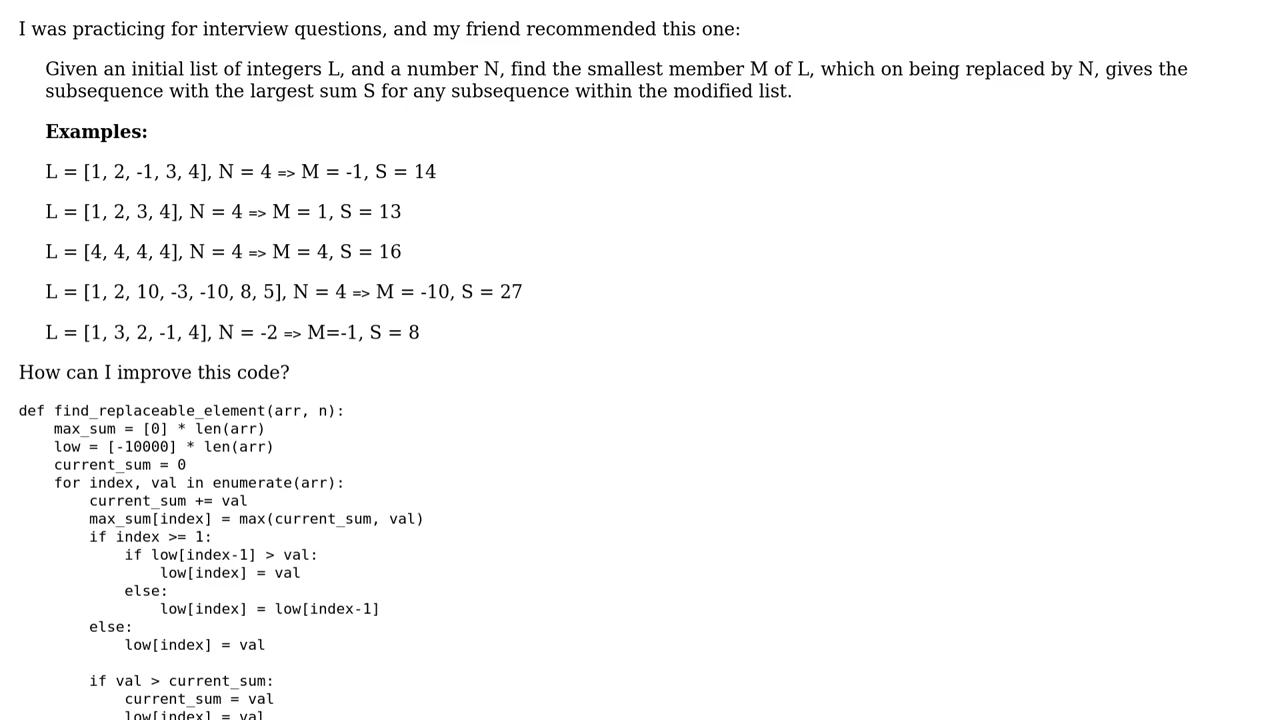 I was practicing for interview questions, and my friend recommended this one:
Given an initial list of integers L, and a number N, find the smallest member M of L, which on being replaced by N, gives the
subsequence with the largest sum S for any subsequence within the modified list.
Examples:
L = [1, 2, -1, 3, 4], N = 4 => M = -1, S = 14
L = [1, 2, 3, 4], N = 4 => M = 1, S = 13
L = [4, 4, 4, 4], N = 4 => M = 4, S = 16
L = [1, 2, 10, -3, -10, 8, 5], N = 4 => M = -10, S = 27
L = [1, 3, 2, -1, 4], N = -2 => M=-1, S = 8
How can I improve this code?
def find_replaceable_element(arr, n):
    max_sum = [0] * len(arr)
    low = [-10000] * len(arr)
    current_sum = 0
    for index, val in enumerate(arr):
        current_sum += val
        max_sum[index] = max(current_sum, val)
        if index >= 1:
            if low[index-1] > val:
                low[index] = val
            else:
                low[index] = low[index-1]
        else:
            low[index] = val

        if val > current_sum:
            current_sum = val
            low[index] = val